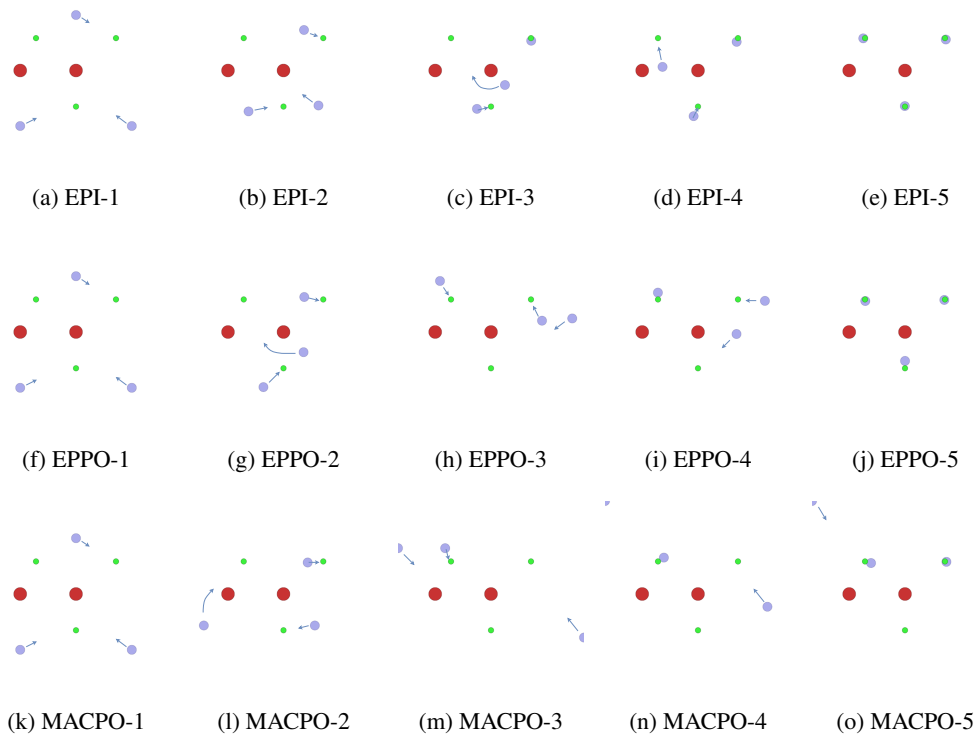 (a) EPI-1 (b) EPI-2 (c) EPI-3 (d) EPI-4 (e) EPI-5
(f) EPPO-1 (g) EPPO-2 (h) EPPO-3 (i) EPPO-4 (j) EPPO-5
(k) MACPO-1 (l) MACPO-2 (m) MACPO-3 (n) MACPO-4 (o) MACPO-5